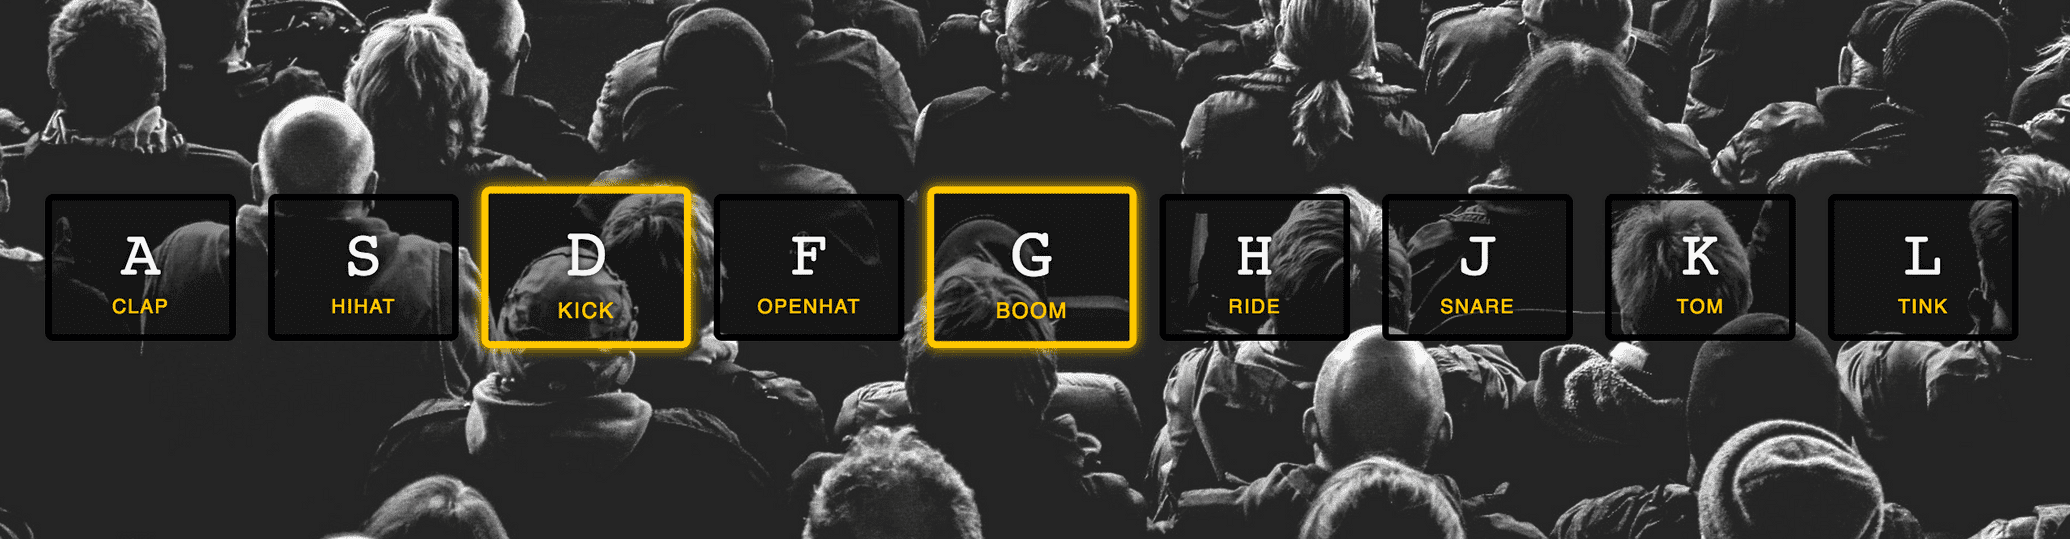 A
CLAP
S
HIHAT
D
KICK
F
OPENHAT
G
BOOM
H
RIDE
J
SNARE
K
TOM
L
TINK